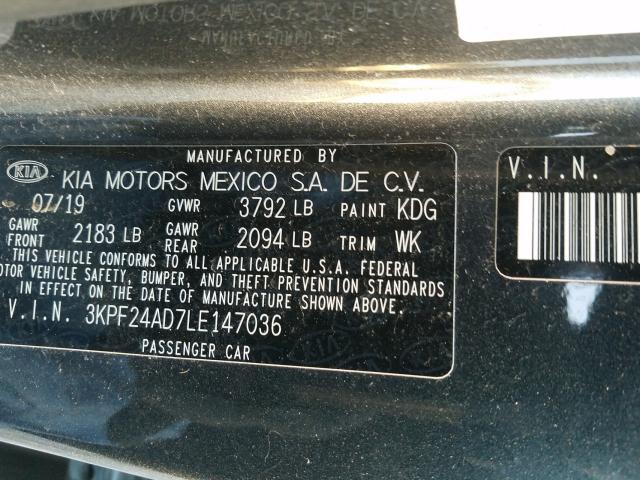 MANUFACTURED BY
KIA KIA MOTORS MEXICO S.A. DE C.V.
07/19 GVWR 3792 LB PAINT KDG
GAWR FRONT 2183 LB GAWR REAR 2094 LB TRIM WK
THIS VEHICLE CONFORMS TO ALL APPLICABLE U.S.A. FEDERAL
MOTOR VEHICLE SAFETY, BUMPER, AND THEFT PREVENTION STANDARDS
IN EFFECT ON THE DATE OF MANUFACTURE SHOWN ABOVE.
V.I.N. 3KPF24AD7LE147036
PASSENGER CAR
V.I.N.